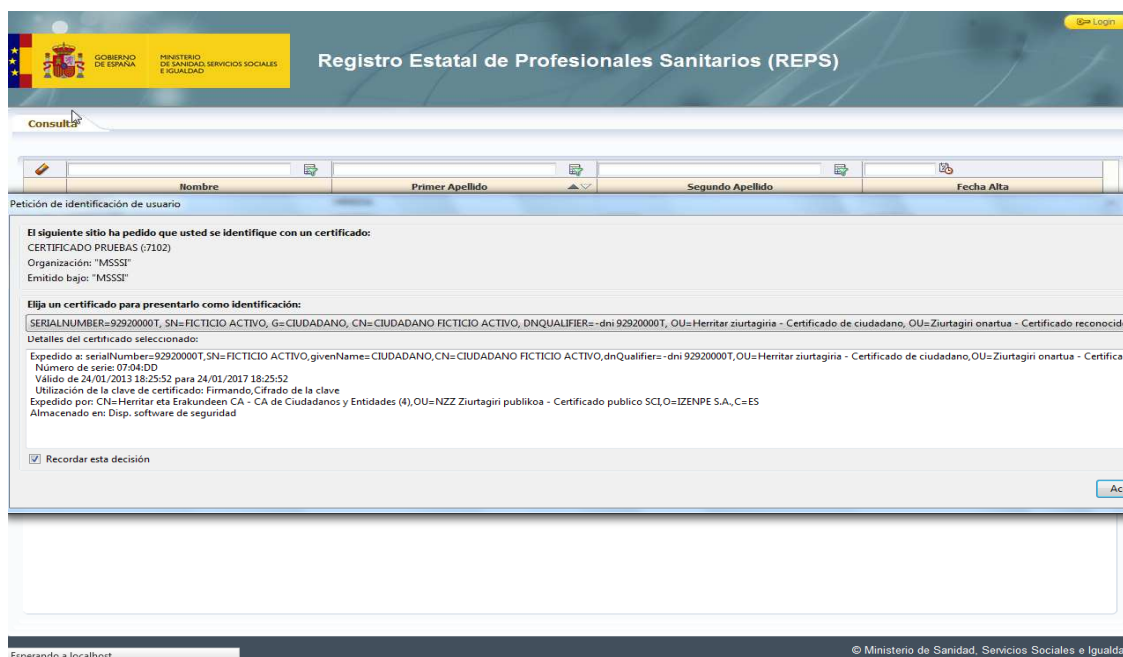 Login
GOBIERNO
DE ESPAÑA
MINISTERIO
DE SANIDAD, SERVICIOS SOCIALES
E IGUALDAD
Registro Estatal de Profesionales Sanitarios (REPS)
Consulta
Nombre Primer Apellido Segundo Apellido Fecha Alta
Petición de identificación de usuario
El siguiente sitio ha pedido que usted se identifique con un certificado:
CERTIFICADO PRUEBAS (:7102)
Organización: "MSSSI"
Emitido bajo: "MSSSI"
Elija un certificado para presentarlo como identificación:
SERIALNUMBER=92920000T, SN=FICTICIO ACTIVO, G=CIUDADANO, CN=CIUDADANO FICTICIO ACTIVO, DNQUALIFIER=-dni 92920000T, OU=Herritar ziurtagiria - Certificado de ciudadano, OU=Ziurtagiri onartua - Certificado reconocid
Detalles del certificado seleccionado:
Expedido a: serialNumber=92920000T,SN=FICTICIO ACTIVO,givenName=CIUDADANO,CN=CIUDADANO FICTICIO ACTIVO,dnQualifier=-dni 92920000T,OU=Herritar ziurtagiria - Certificado de ciudadano,OU=Ziurtagiri onartua - Certifica
Número de serie: 07:04:DD
Válido de 24/01/2013 18:25:52 para 24/01/2017 18:25:52
Utilización de la clave de certificado: Firmando,Cifrado de la clave
Expedido por: CN=Herritar eta Erakundeen CA - CA de Ciudadanos y Entidades (4),OU=NZZ Ziurtagiri publikoa - Certificado publico SCI,O=IZENPE S.A.,C=ES
Almacenado en: Disp. software de seguridad
Recordar esta decisión
Ac
© Ministerio de Sanidad, Servicios Sociales e Igualda
Esperando a localhost